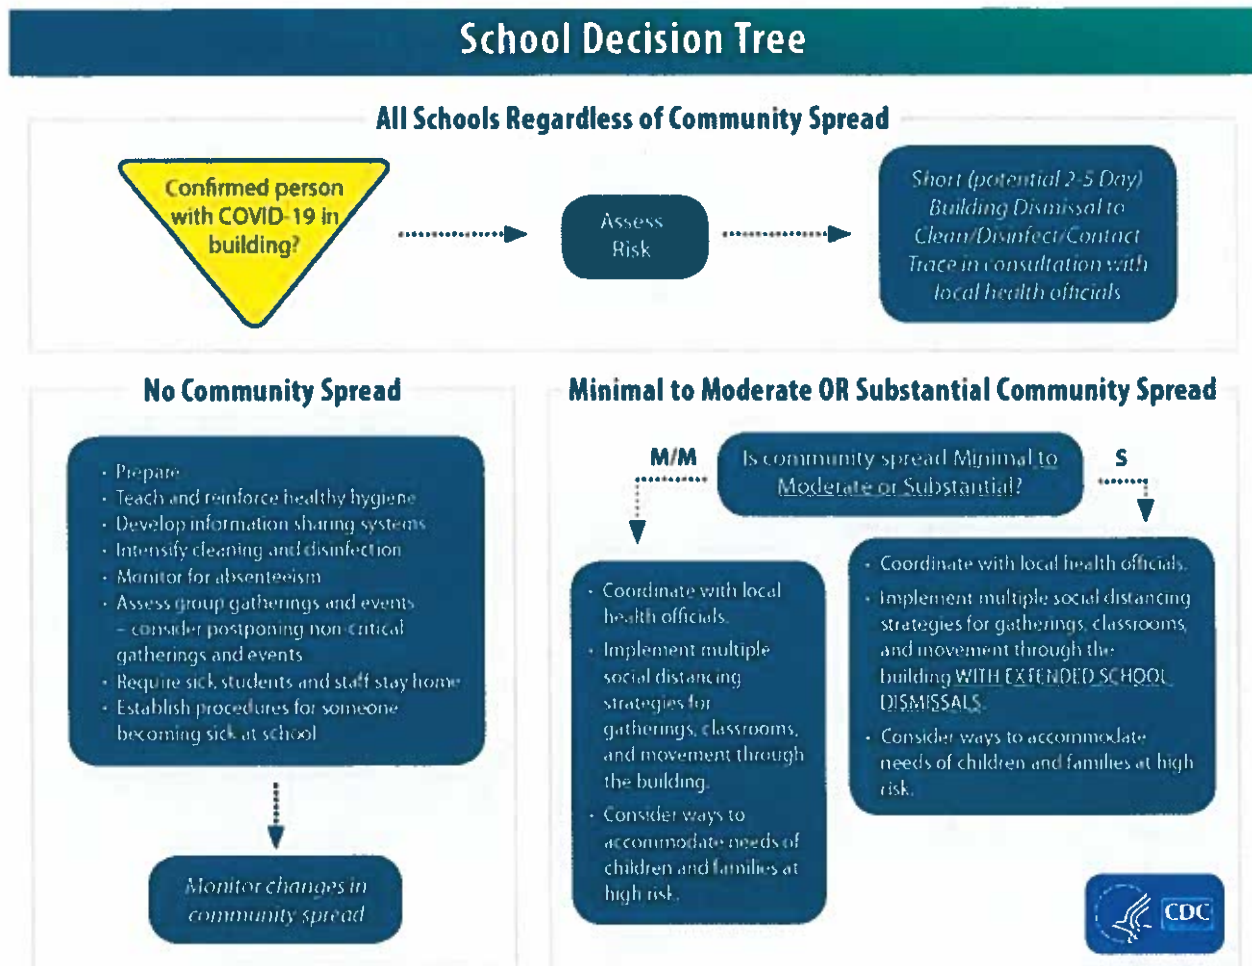 School Decision Tree
All Schools Regardless of Community Spread
Confirmed person
with COVID-19 in
building?
Assess
Risk
Short (potential 2-5 Day)
Building Dismissal to
Clean/Disinfect/Contact
Trace in consultation with
local health officials
No Community Spread
• Prepare
• Teach and reinforce healthy hygiene
• Develop information sharing systems
• Intensify cleaning and disinfection
• Monitor for absenteeism
• Assess group gatherings and events
– consider postponing non-critical
gatherings and events
• Require sick students and staff stay home
• Establish procedures for someone
becoming sick at school
Monitor changes in
community spread
Minimal to Moderate OR Substantial Community Spread
M/M
Is community spread Minimal to
Moderate or Substantial?
S
• Coordinate with local
health officials.
• Implement multiple
social distancing
strategies for
gatherings, classrooms,
and movement through
the building.
• Consider ways to
accommodate needs of
children and families at
high risk.
• Coordinate with local health officials.
• Implement multiple social distancing
strategies for gatherings, classrooms,
and movement through the
building WITH EXTENDED SCHOOL
DISMISSALS.
• Consider ways to accommodate
needs of children and families at high
risk.
CDC